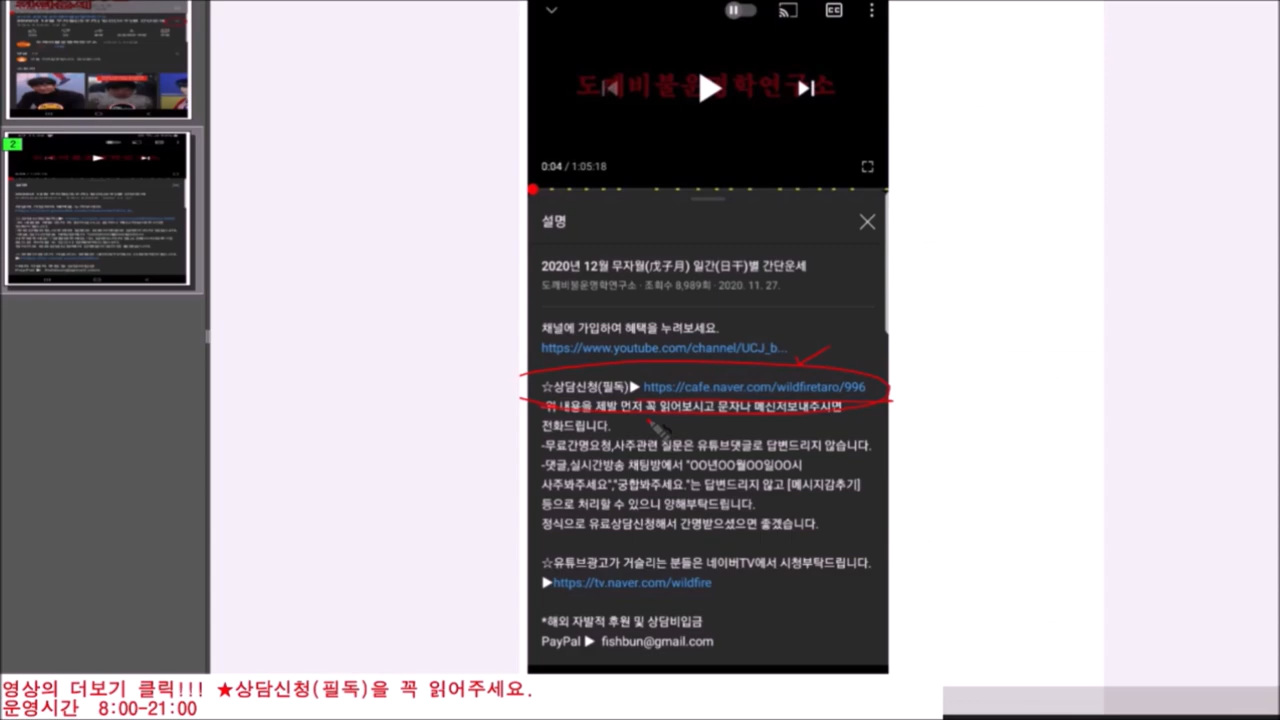 2
도깨비불운명학연구소
0:04 / 1:05:18
설명
2020년 12월 무자월(戊子月) 일간(日干)별 간단운세
도깨비불운명학연구소 · 조회수 8,989회 · 2020. 11. 27.
채널에 가입하여 혜택을 누려보세요.
https://www.youtube.com/channel/UCJ_b...
☆상담신청(필독)▶ https://cafe.naver.com/wildfiretaro/996
-위 내용을 제발 먼저 꼭 읽어보시고 문자나 메신저보내주시면
전화드립니다.
-무료간명요청,사주관련 질문은 유튜브댓글로 답변드리지 않습니다.
-댓글,실시간방송 채팅방에서 "OO년OO월OO일OO시
사주봐주세요","궁합봐주세요."는 답변드리지 않고 [메시지감추기]
등으로 처리할 수 있으니 양해부탁드립니다.
정식으로 유료상담신청해서 간명받으셨으면 좋겠습니다.
☆유튜브광고가 거슬리는 분들은 네이버TV에서 시청부탁드립니다.
▶https://tv.naver.com/wildfire
*해외 자발적 후원 및 상담비입금
PayPal ▶ fishbun@gmail.com
영상의 더보기 클릭!!! ★상담신청(필독)을 꼭 읽어주세요.
운영시간 8:00-21:00